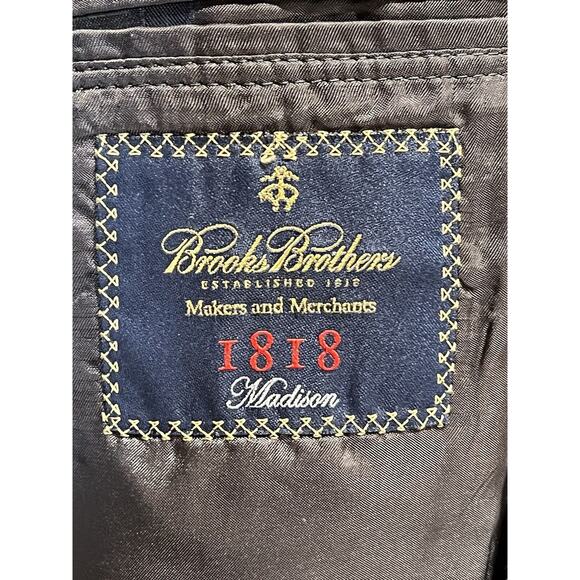 Brooks Brothers
ESTABLISHED 1818
Makers and Merchants
1818
Madison